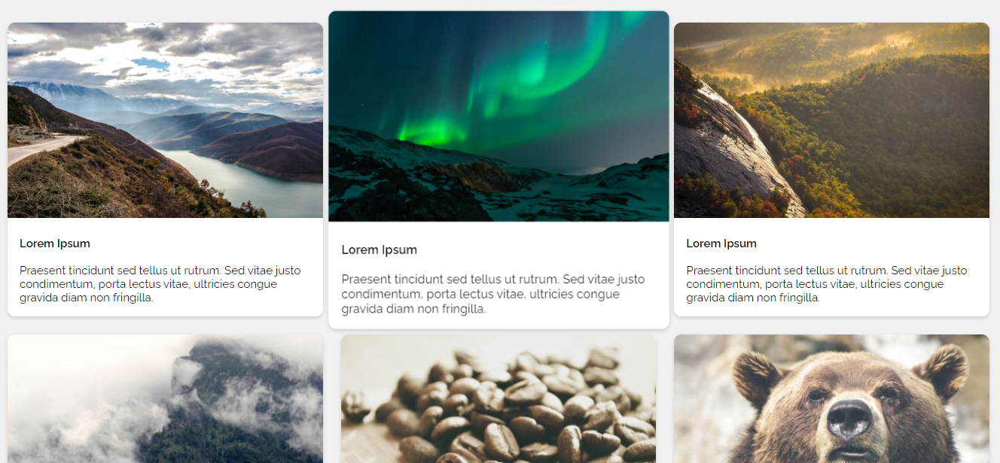 Lorem Ipsum
Praesent tincidunt sed tellus ut rutrum. Sed vitae justo
condimentum, porta lectus vitae, ultricies congue
gravida diam non fringilla.
Lorem Ipsum
Praesent tincidunt sed tellus ut rutrum. Sed vitae justo
condimentum, porta lectus vitae, ultricies congue
gravida diam non fringilla.
Lorem Ipsum
Praesent tincidunt sed tellus ut rutrum. Sed vitae justo
condimentum, porta lectus vitae, ultricies congue
gravida diam non fringilla.